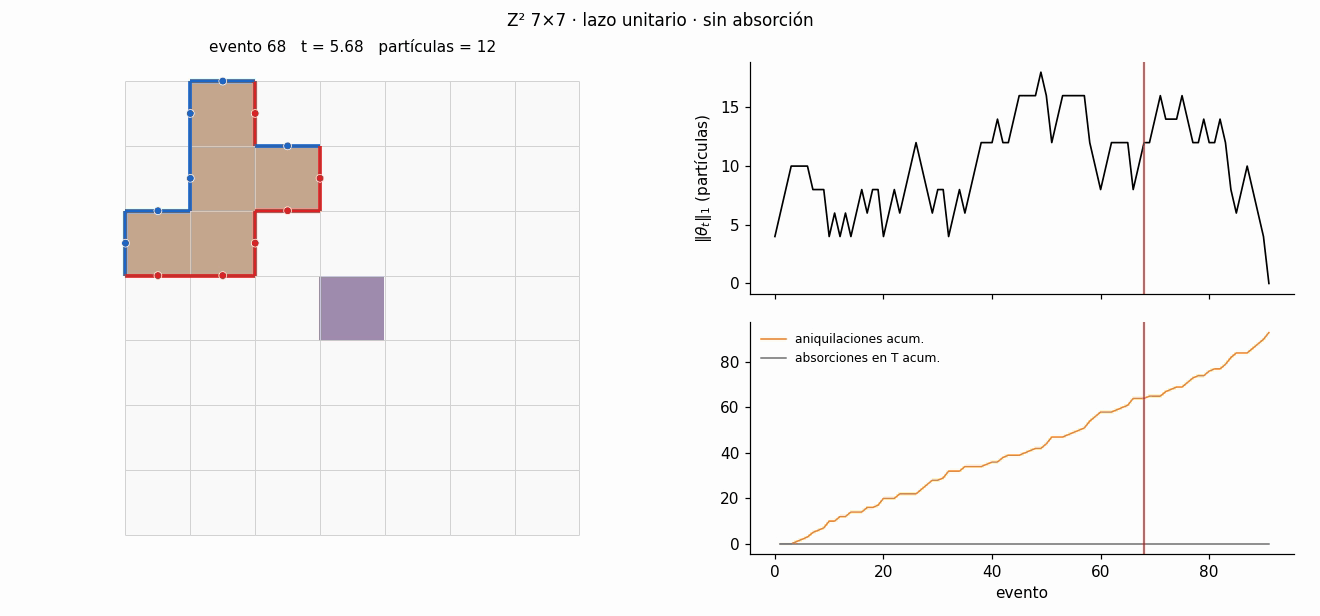 Z² 7×7 · lazo unitario · sin absorción
evento 68 t = 5.68 partículas = 12
‖θₜ‖₁ (partículas)
15
10
5
0
aniquilaciones acum.
absorciones en T acum.
80
60
40
20
0
0 20 40 60 80
evento